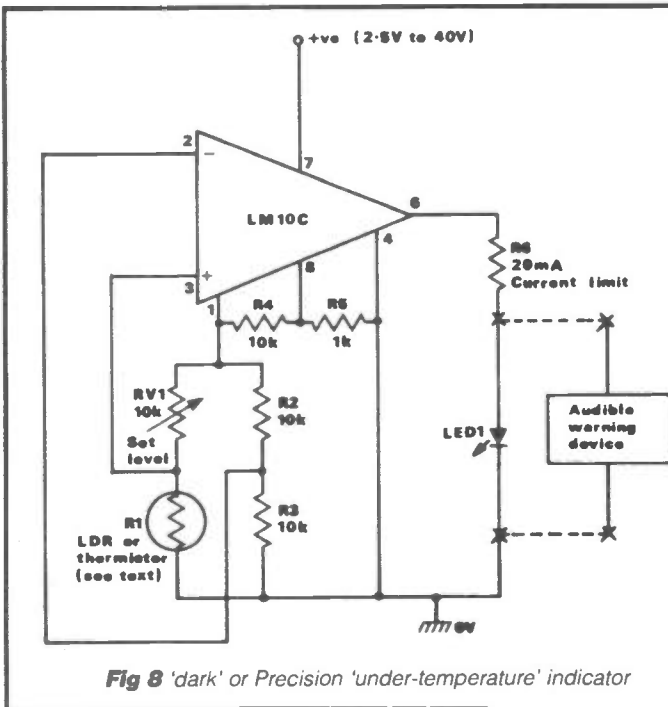 +ve (2·5V to 40V)
2
7
LM10C
6
4
3
1
8
R4
10k
R5
1k
R6
20mA
Current limit
RV1
10k
Set
level
R2
10k
LED1
Audible
warning
device
R1
LDR or
thermistor
(see text)
R3
10k
0V
Fig 8 'dark' or Precision 'under-temperature' indicator